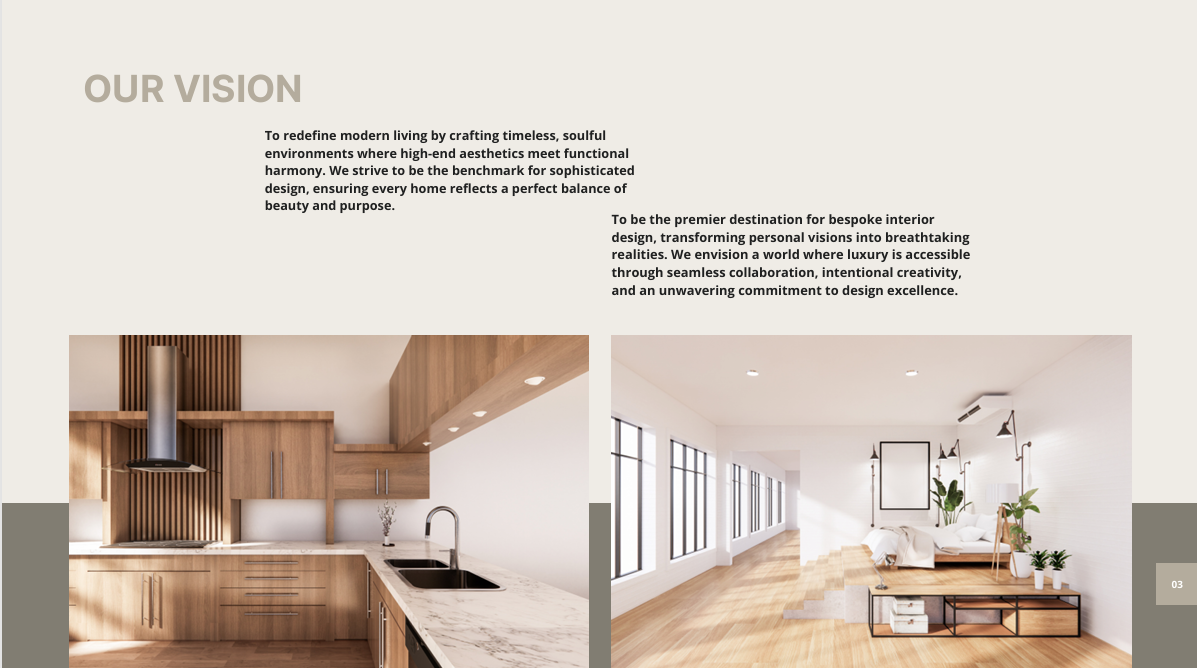 OUR VISION
To redefine modern living by crafting timeless, soulful
environments where high-end aesthetics meet functional
harmony. We strive to be the benchmark for sophisticated
design, ensuring every home reflects a perfect balance of
beauty and purpose.
To be the premier destination for bespoke interior
design, transforming personal visions into breathtaking
realities. We envision a world where luxury is accessible
through seamless collaboration, intentional creativity,
and an unwavering commitment to design excellence.
03